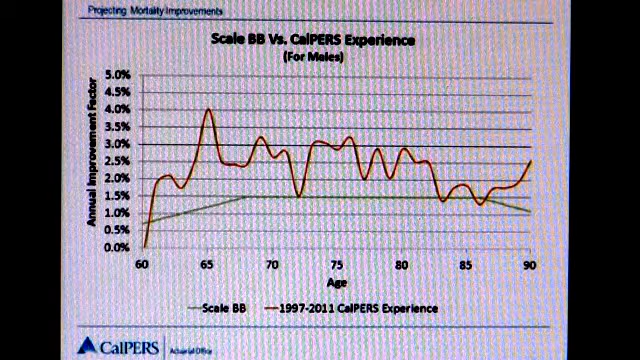 Projecting Mortality Improvements
Scale BB Vs. CalPERS Experience
(For Males)
Annual Improvement Factor
5.0%
4.5%
4.0%
3.5%
3.0%
2.5%
2.0%
1.5%
1.0%
0.5%
0.0%
60 65 70 75 80 85 90
Age
Scale BB 1997-2011 CalPERS Experience
CalPERS Actuarial Office